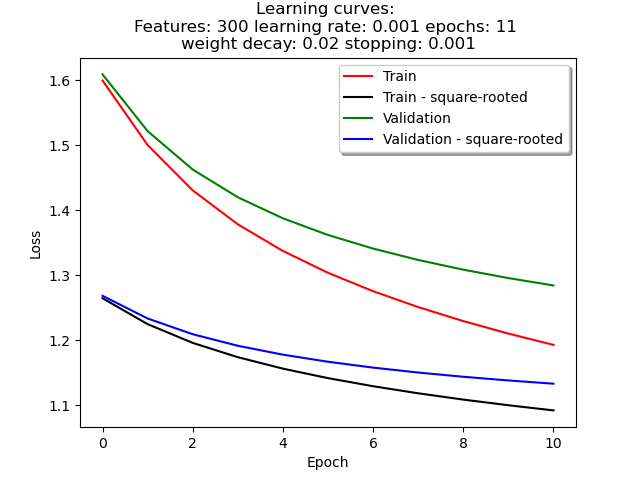 Learning curves:
Features: 300 learning rate: 0.001 epochs: 11
weight decay: 0.02 stopping: 0.001
Train
Train - square-rooted
Validation
Validation - square-rooted
Loss
1.6
1.5
1.4
1.3
1.2
1.1
0 2 4 6 8 10
Epoch